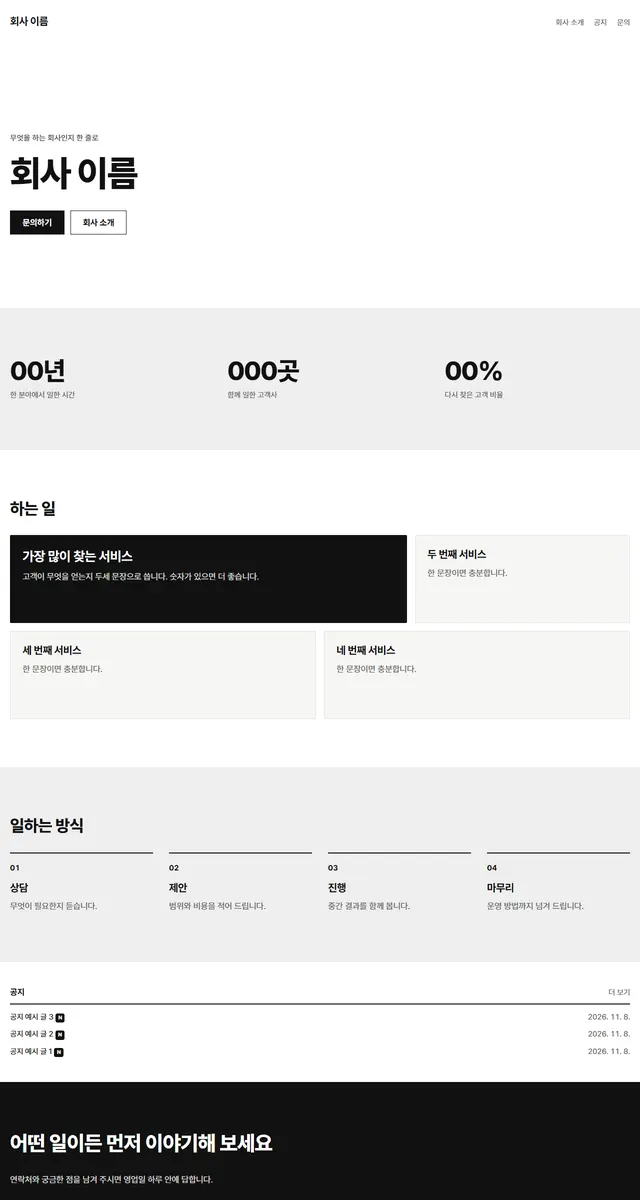 회사 이름
회사 소개 공지 문의
무엇을 하는 회사인지 한 줄로
회사 이름
문의하기 회사 소개
00년 000곳 00%
한 분야에서 일한 시간 함께 일한 고객사 다시 찾은 고객 비율
하는 일
가장 많이 찾는 서비스
고객이 무엇을 얻는지 두세 문장으로 씁니다. 숫자가 있으면 더 좋습니다.
두 번째 서비스
한 문장이면 충분합니다.
세 번째 서비스
한 문장이면 충분합니다.
네 번째 서비스
한 문장이면 충분합니다.
일하는 방식
01
상담
무엇이 필요한지 듣습니다.
02
제안
범위와 비용을 적어 드립니다.
03
진행
중간 결과를 함께 봅니다.
04
마무리
운영 방법까지 넘겨 드립니다.
공지 더 보기
공지 예시 글 3 N 2026. 11. 8.
공지 예시 글 2 N 2026. 11. 8.
공지 예시 글 1 N 2026. 11. 8.
어떤 일이든 먼저 이야기해 보세요
연락처와 궁금한 점을 남겨 주시면 영업일 하루 안에 답합니다.